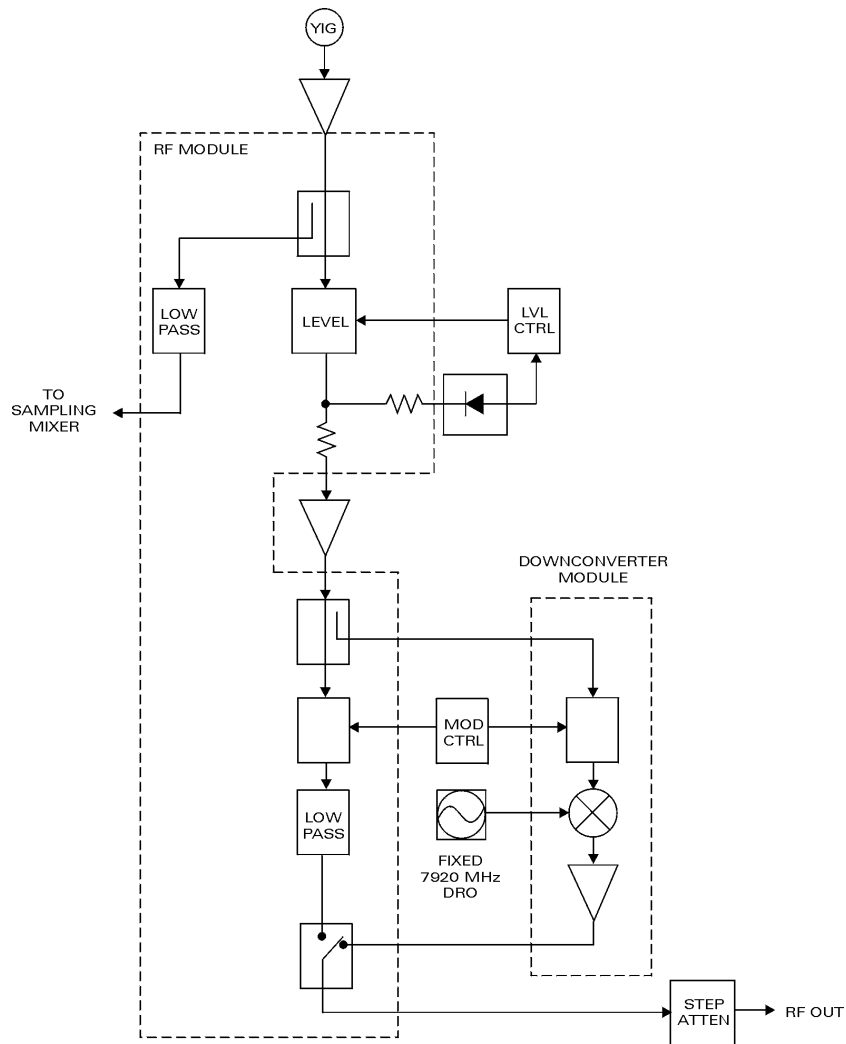 YIG
RF MODULE
LOW
PASS
LEVEL
LVL
CTRL
TO
SAMPLING
MIXER
DOWNCONVERTER
MODULE
MOD
CTRL
LOW
PASS
FIXED
7920 MHz
DRO
STEP
ATTEN
RF OUT